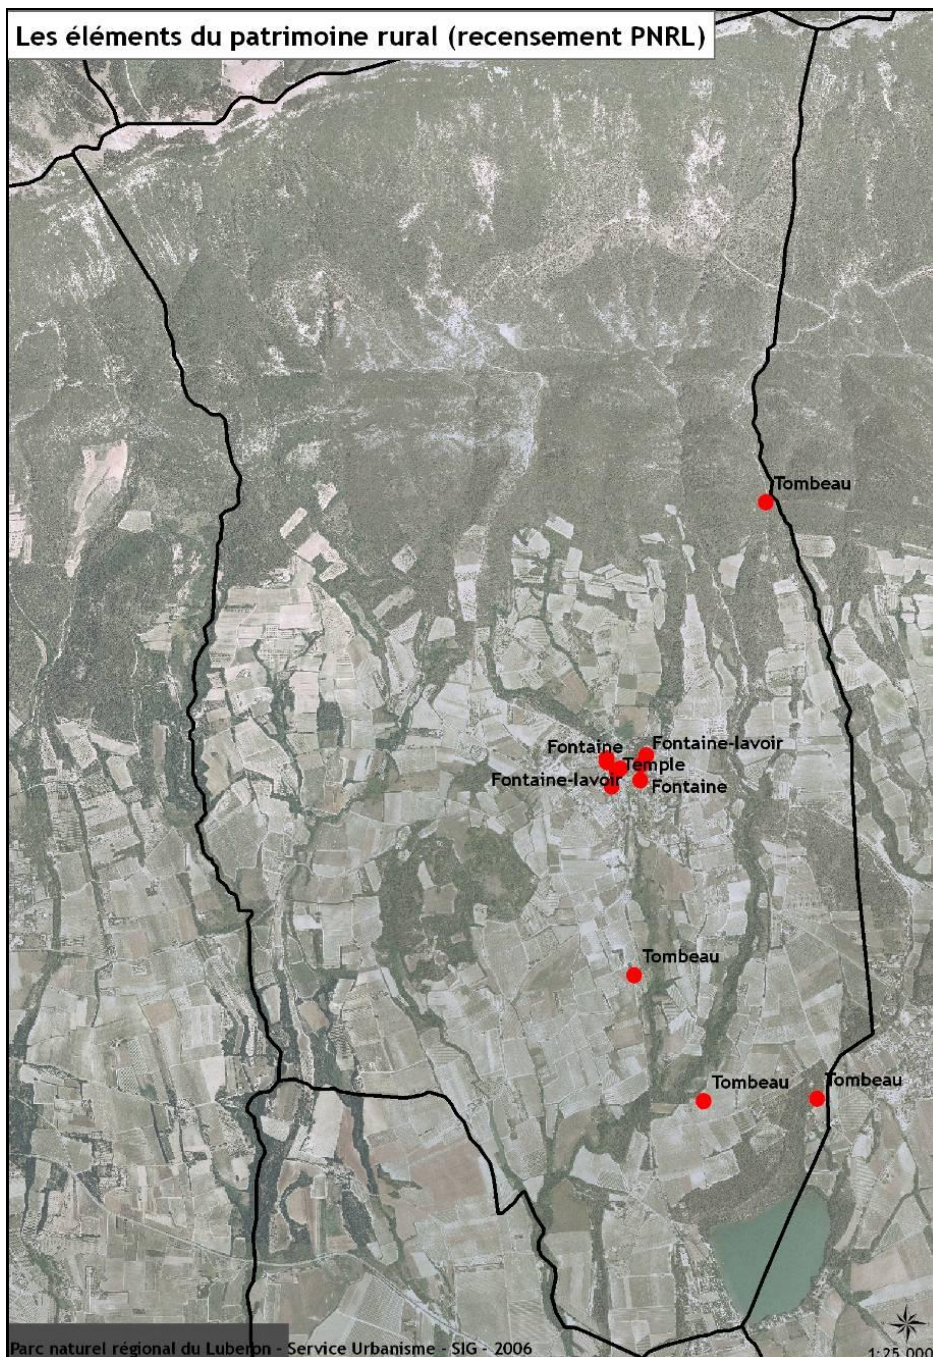 Les éléments du patrimoine rural (recensement PNRL)
Tombeau
Fontaine
Fontaine-lavoir
Temple
Fontaine-lavoir
Fontaine
Tombeau
Tombeau
Tombeau
Parc naturel régional du Luberon - Service Urbanisme - SIG - 2006
1:25 000